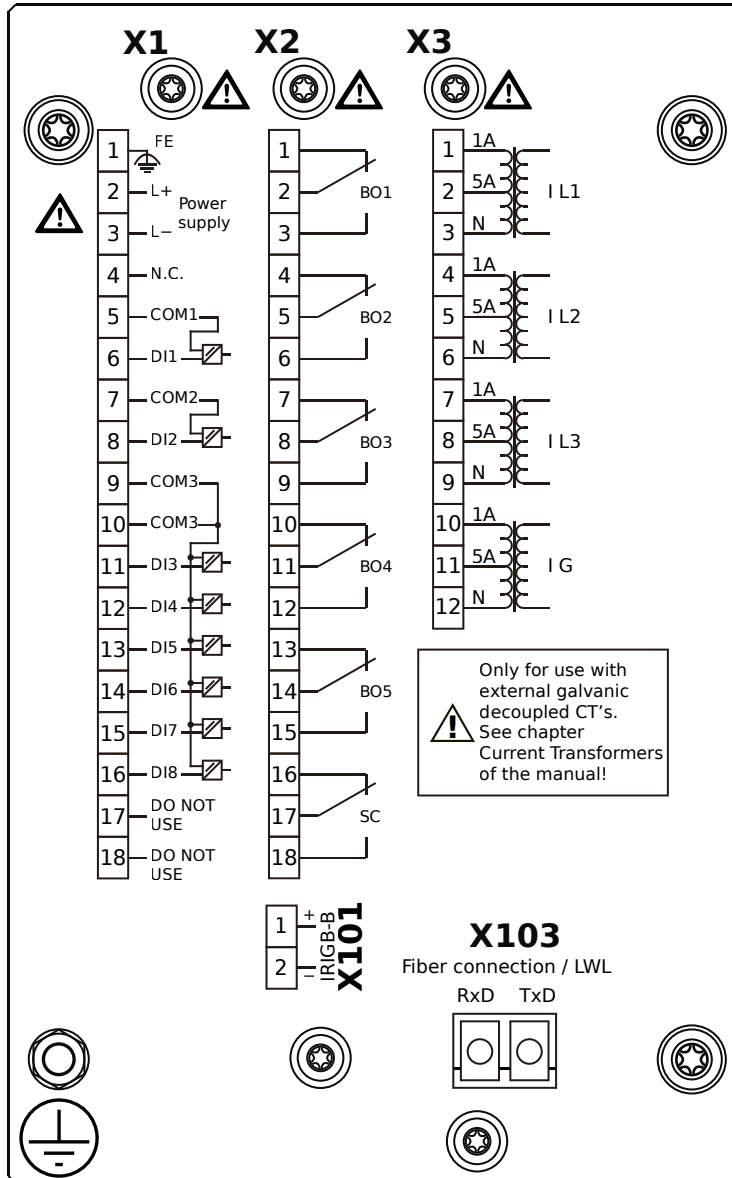 X1
X2
X3
1 FE
2 L+
Power
supply
3 L−
4 N.C.
5 COM1
6 DI1
7 COM2
8 DI2
9 COM3
10 COM3
11 DI3
12 DI4
13 DI5
14 DI6
15 DI7
16 DI8
17 DO NOT
USE
18 DO NOT
USE
1
2 BO1
3
4
5 BO2
6
7
8 BO3
9
10
11 BO4
12
13
14 BO5
15
16
17 SC
18
1 1A
2 5A I L1
3 N
4 1A
5 5A I L2
6 N
7 1A
8 5A I L3
9 N
10 1A
11 5A I G
12 N
Only for use with
external galvanic
decoupled CT's.
See chapter
Current Transformers
of the manual!
1 +
2 −
IRIGB-B
X101
X103
Fiber connection / LWL
RxD TxD